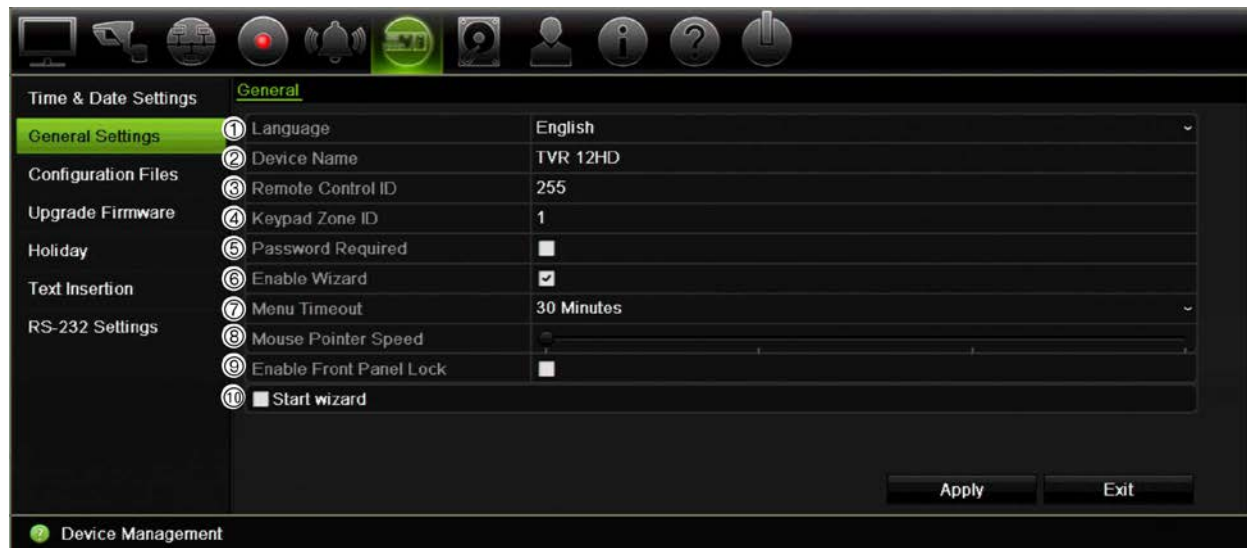 Time & Date Settings
General Settings
Configuration Files
Upgrade Firmware
Holiday
Text Insertion
RS-232 Settings
General
① Language English
② Device Name TVR 12HD
③ Remote Control ID 255
④ Keypad Zone ID 1
⑤ Password Required
⑥ Enable Wizard
⑦ Menu Timeout 30 Minutes
⑧ Mouse Pointer Speed
⑨ Enable Front Panel Lock
⑩ Start wizard
Apply Exit
? Device Management